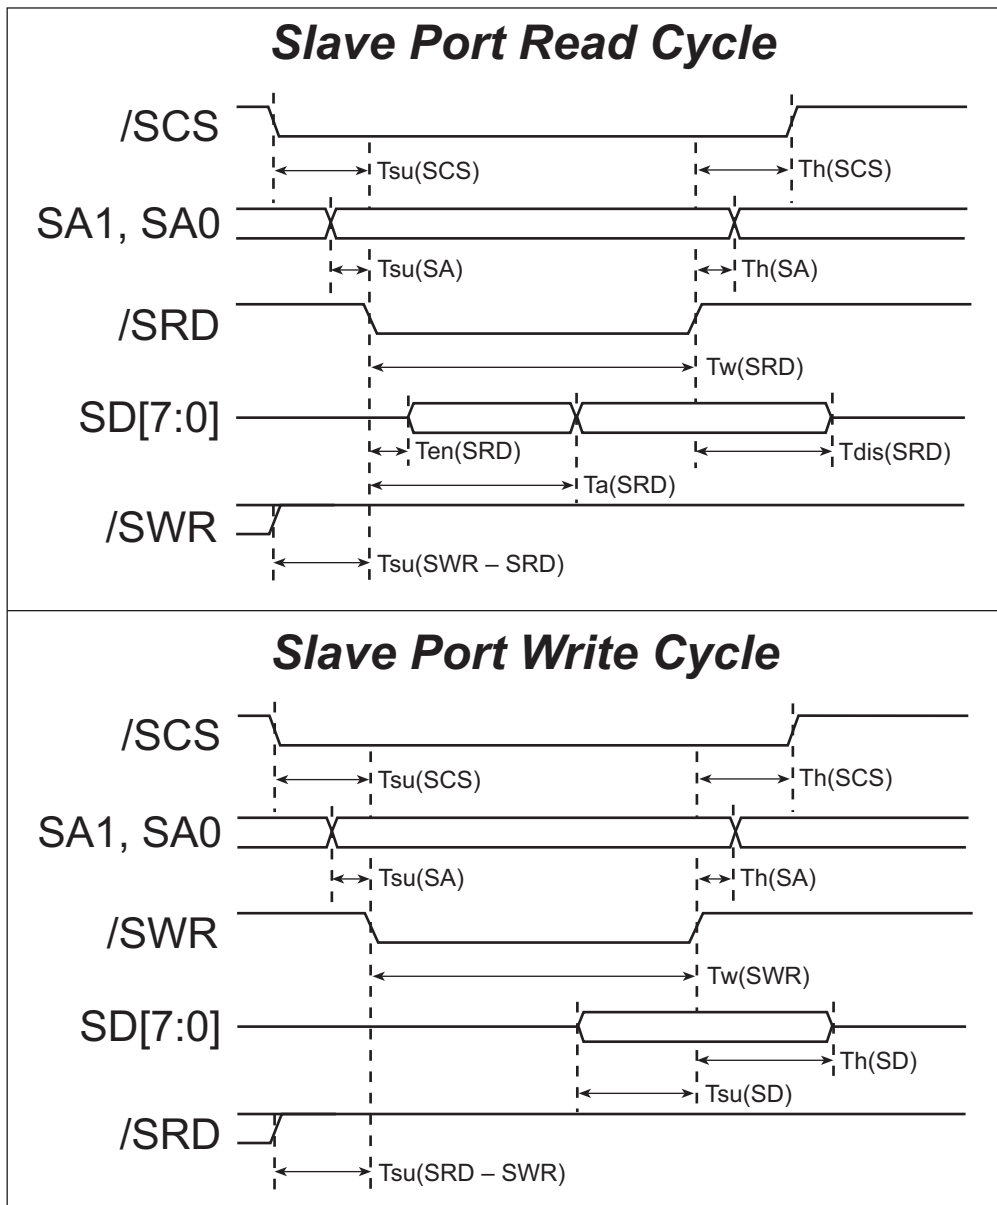 Slave Port Read Cycle
/SCS
Tsu(SCS)
Th(SCS)
SA1, SA0
Tsu(SA)
Th(SA)
/SRD
Tw(SRD)
SD[7:0]
Ten(SRD)
Tdis(SRD)
Ta(SRD)
/SWR
Tsu(SWR – SRD)
Slave Port Write Cycle
/SCS
Tsu(SCS)
Th(SCS)
SA1, SA0
Tsu(SA)
Th(SA)
/SWR
Tw(SWR)
SD[7:0]
Th(SD)
Tsu(SD)
/SRD
Tsu(SRD – SWR)